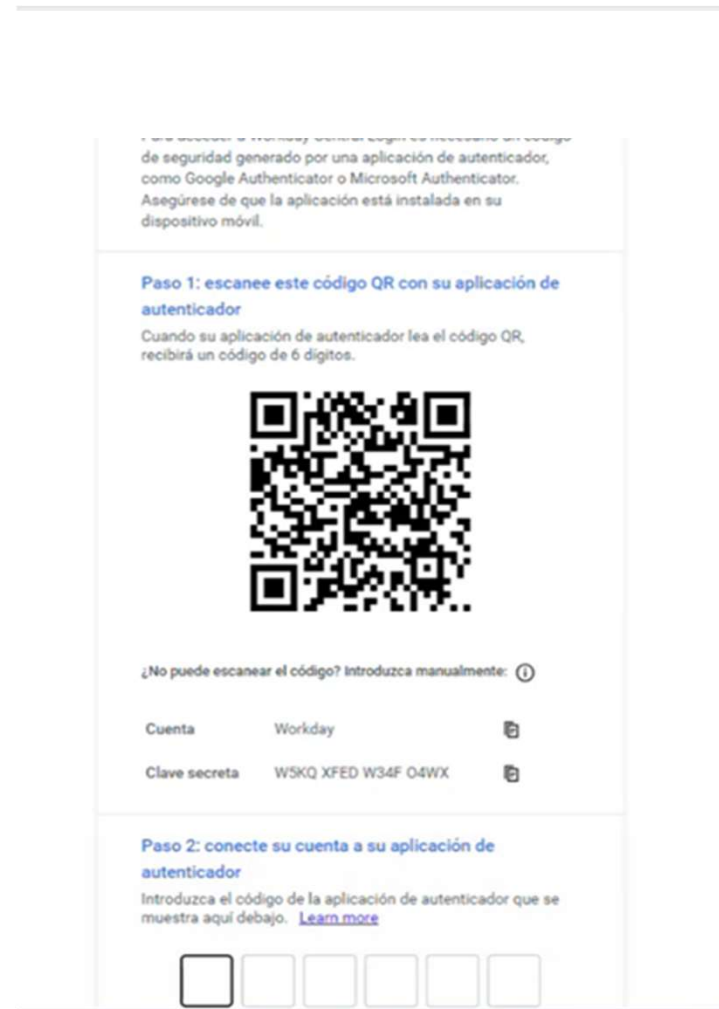 de seguridad generado por una aplicación de autenticador,
como Google Authenticator o Microsoft Authenticator.
Asegúrese de que la aplicación está instalada en su
dispositivo móvil.
Paso 1: escanee este código QR con su aplicación de
autenticador
Cuando su aplicación de autenticador lea el código QR,
recibirá un código de 6 dígitos.
¿No puede escanear el código? Introduzca manualmente:
Cuenta Workday
Clave secreta W5KQ XFED W34F O4WX
Paso 2: conecte su cuenta a su aplicación de
autenticador
Introduzca el código de la aplicación de autenticador que se
muestra aquí debajo. Learn more